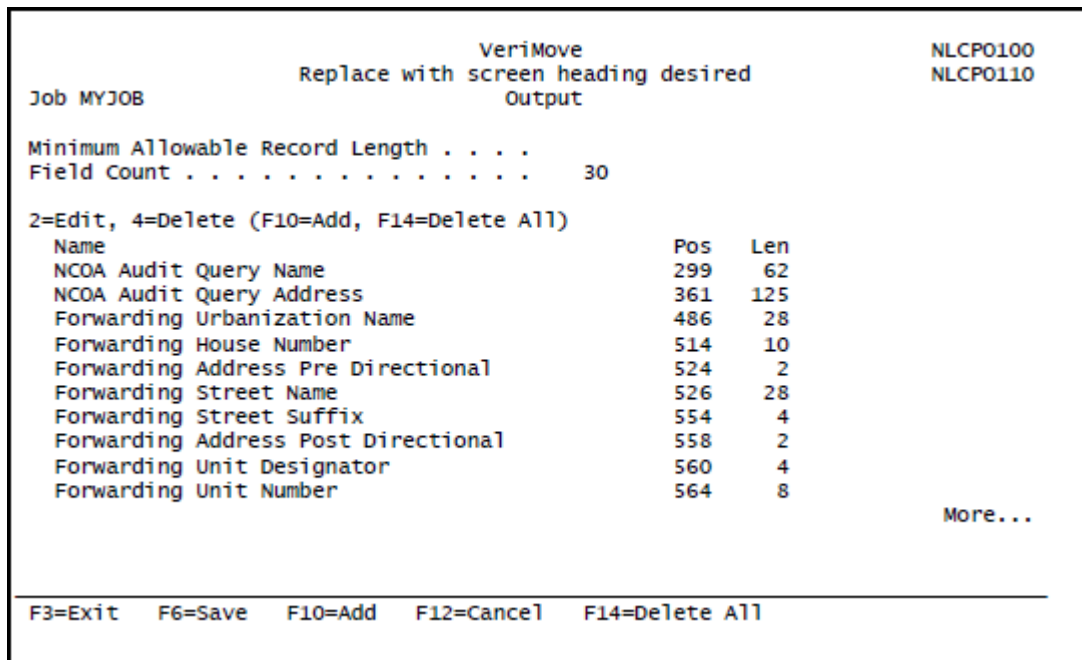 VeriMove NLCPO100
Replace with screen heading desired NLCPO110
Job MYJOB Output
Minimum Allowable Record Length . . . .
Field Count . . . . . . . . . . . . . . 30
2=Edit, 4=Delete (F10=Add, F14=Delete All)
Name Pos Len
NCOA Audit Query Name 299 62
NCOA Audit Query Address 361 125
Forwarding Urbanization Name 486 28
Forwarding House Number 514 10
Forwarding Address Pre Directional 524 2
Forwarding Street Name 526 28
Forwarding Street Suffix 554 4
Forwarding Address Post Directional 558 2
Forwarding Unit Designator 560 4
Forwarding Unit Number 564 8
More...
F3=Exit F6=Save F10=Add F12=Cancel F14=Delete All